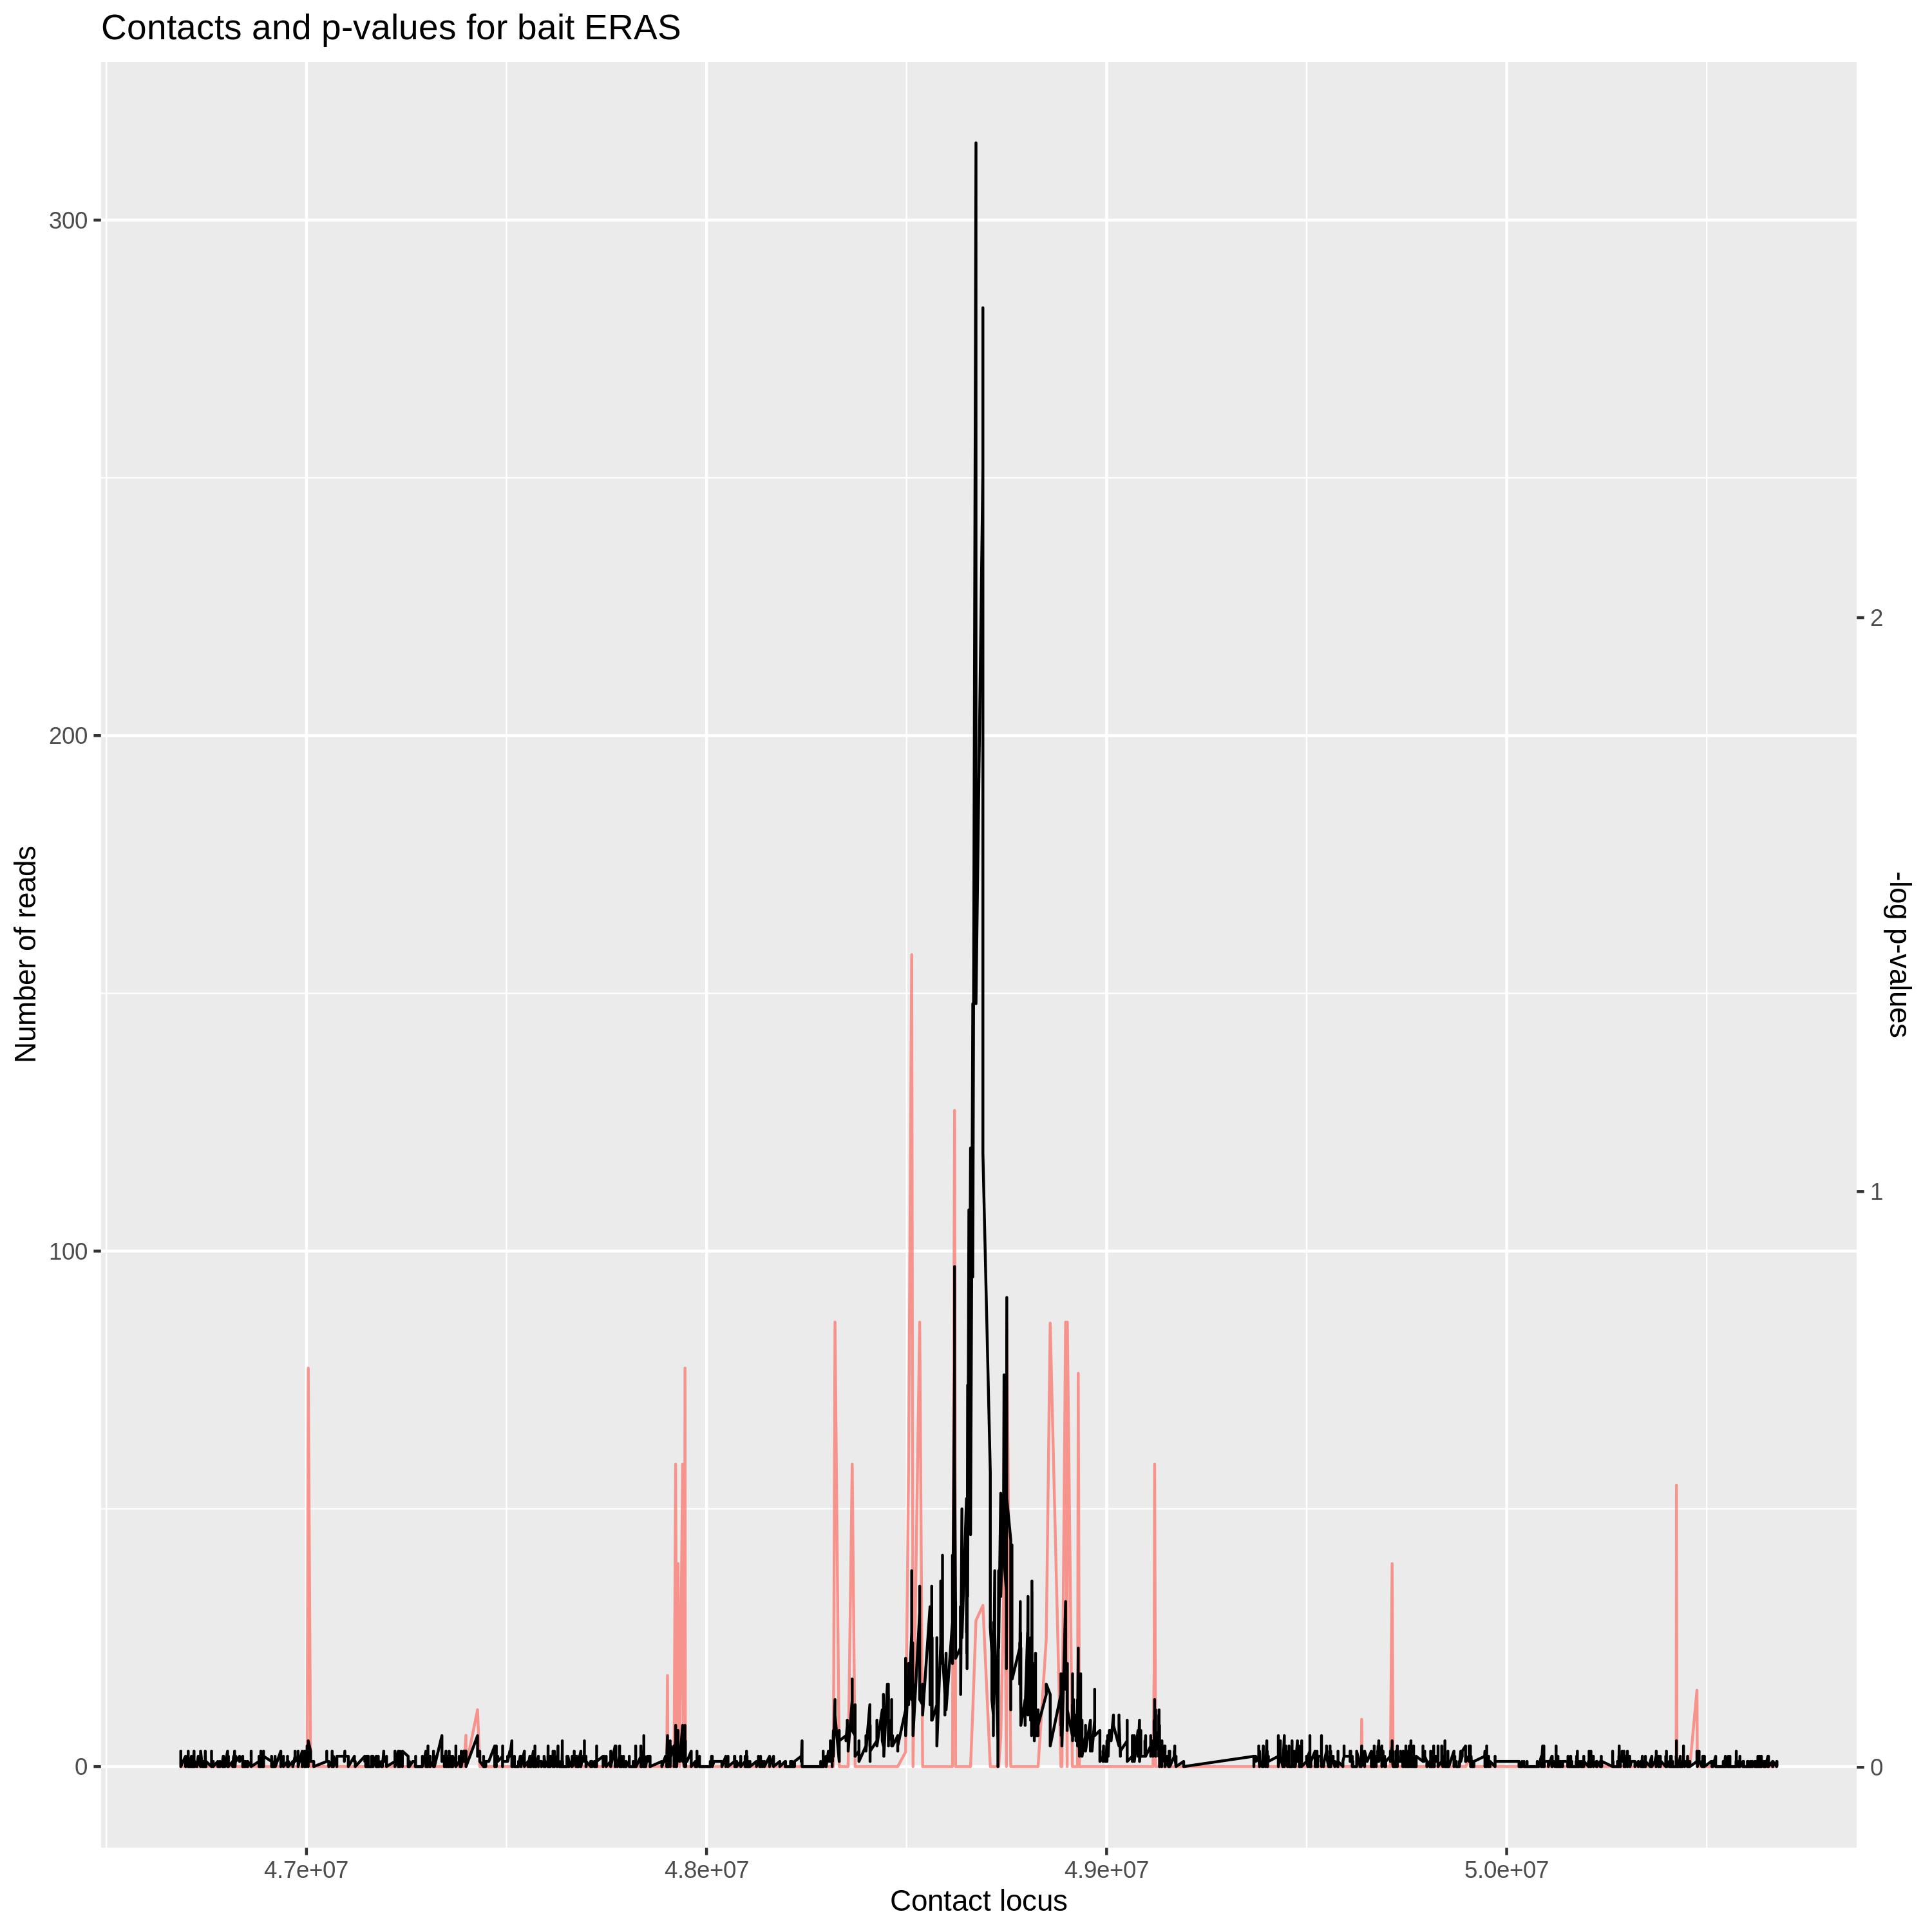 Contacts and p-values for bait ERAS
300
200
100
0
Number of reads
2
1
0
-log p-values
4.7e+07
4.8e+07
4.9e+07
5.0e+07
Contact locus